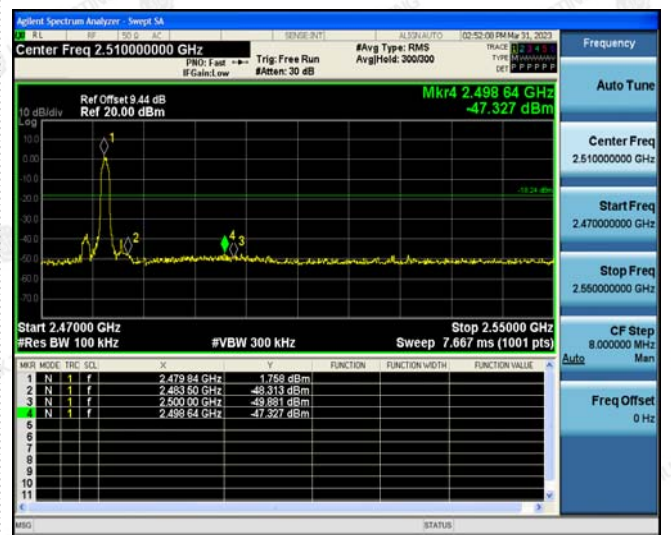 Agilent Spectrum Analyzer - Swept SA
RL RF 50 Ω AC SENSE:INT ALIGNAUTO 02:52:08 PM Mar 31, 2023
Center Freq 2.510000000 GHz
PNO: Fast
IFGain:Low
Trig: Free Run
#Atten: 30 dB
#Avg Type: RMS
Avg|Hold: 300/300
TRACE 1 2 3 4 5 6
TYPE
DET P P P P P P
Ref Offset 9.44 dB
Ref 20.00 dBm
10 dB/div
Log
Mkr4 2.498 64 GHz
-47.327 dBm
10.0
0.00
-10.0
-20.0
-30.0
-40.0
-50.0
-60.0
-70.0
1
2
4
3
-18.24 dBm
Start 2.47000 GHz Stop 2.55000 GHz
#Res BW 100 kHz #VBW 300 kHz Sweep 7.667 ms (1001 pts)
MKR MODE TRC SCL X Y FUNCTION FUNCTION WIDTH FUNCTION VALUE
1 N 1 f 2.479 84 GHz 1.758 dBm
2 N 1 f 2.483 50 GHz -48.313 dBm
3 N 1 f 2.500 00 GHz -49.881 dBm
4 N 1 f 2.498 64 GHz -47.327 dBm
5
6
7
8
9
10
11
MSG STATUS
Frequency
Auto Tune
Center Freq
2.510000000 GHz
Start Freq
2.470000000 GHz
Stop Freq
2.550000000 GHz
CF Step
8.000000 MHz
Auto Man
Freq Offset
0 Hz